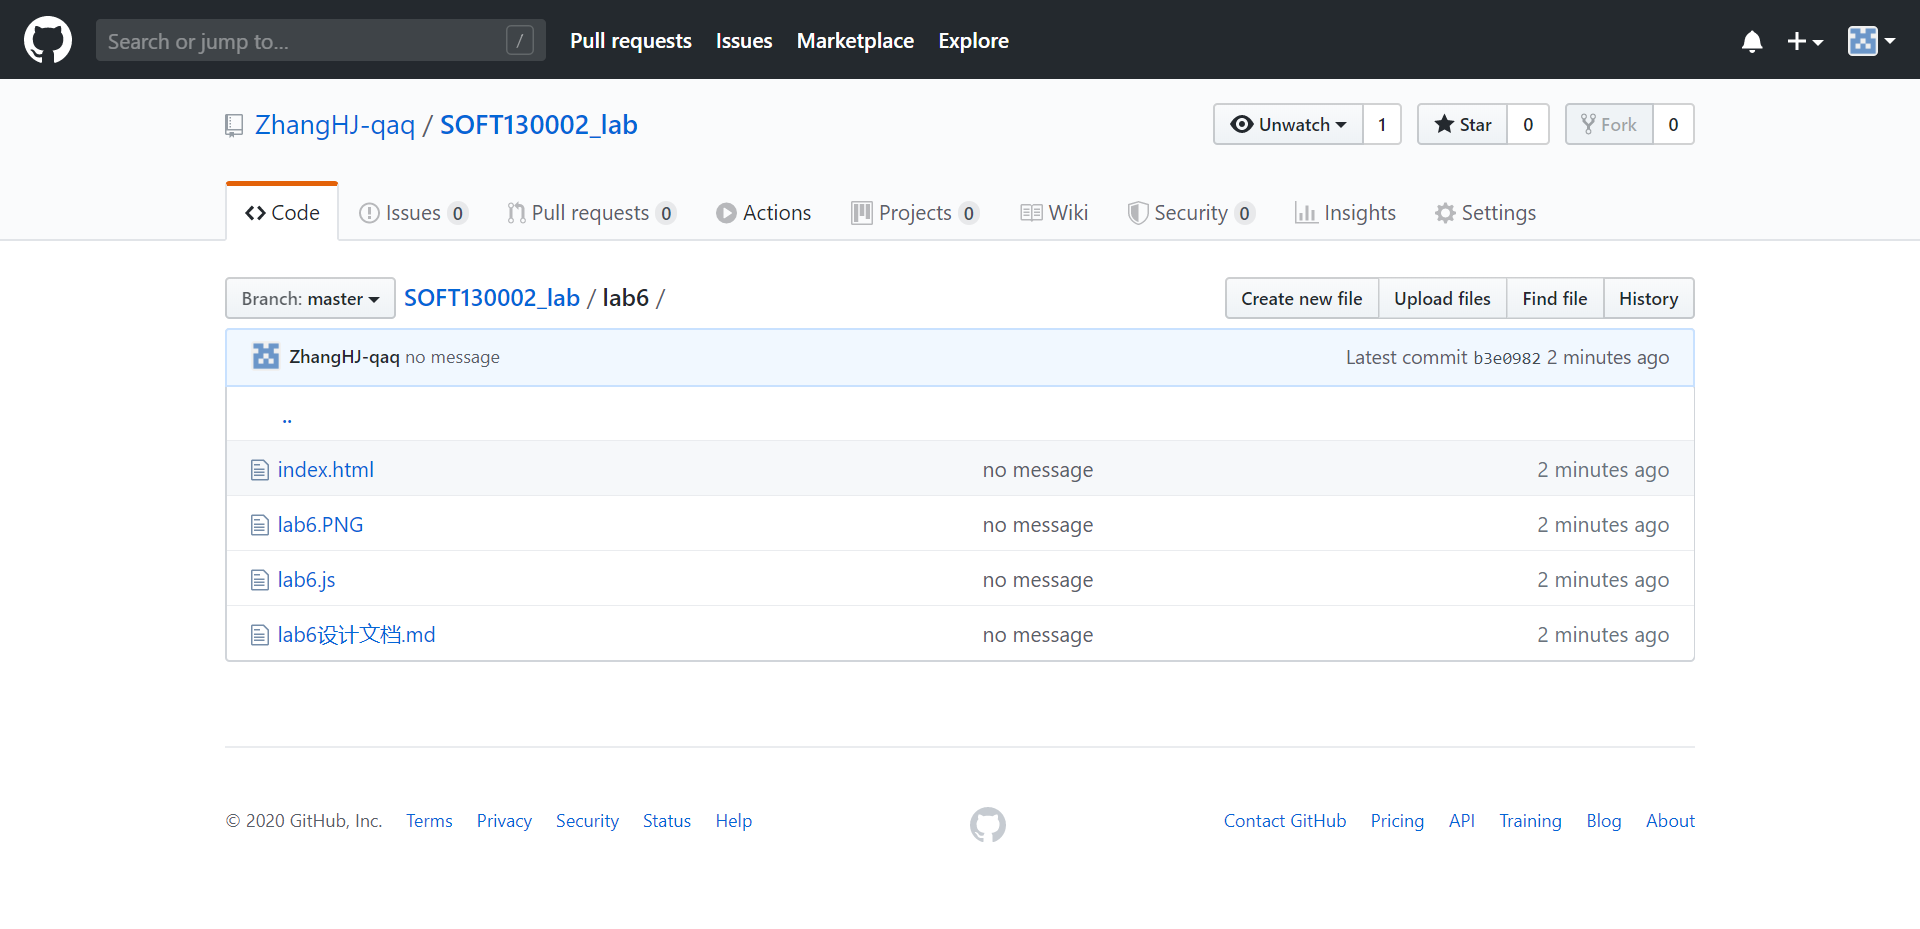 Search or jump to... / Pull requests Issues Marketplace Explore
ZhangHJ-qaq / SOFT130002_lab Unwatch 1 Star 0 Fork 0
Code Issues 0 Pull requests 0 Actions Projects 0 Wiki Security 0 Insights Settings
Branch: master SOFT130002_lab / lab6 / Create new file Upload files Find file History
ZhangHJ-qaq no message Latest commit b3e0982 2 minutes ago
..
index.html no message 2 minutes ago
lab6.PNG no message 2 minutes ago
lab6.js no message 2 minutes ago
lab6设计文档.md no message 2 minutes ago
© 2020 GitHub, Inc. Terms Privacy Security Status Help Contact GitHub Pricing API Training Blog About